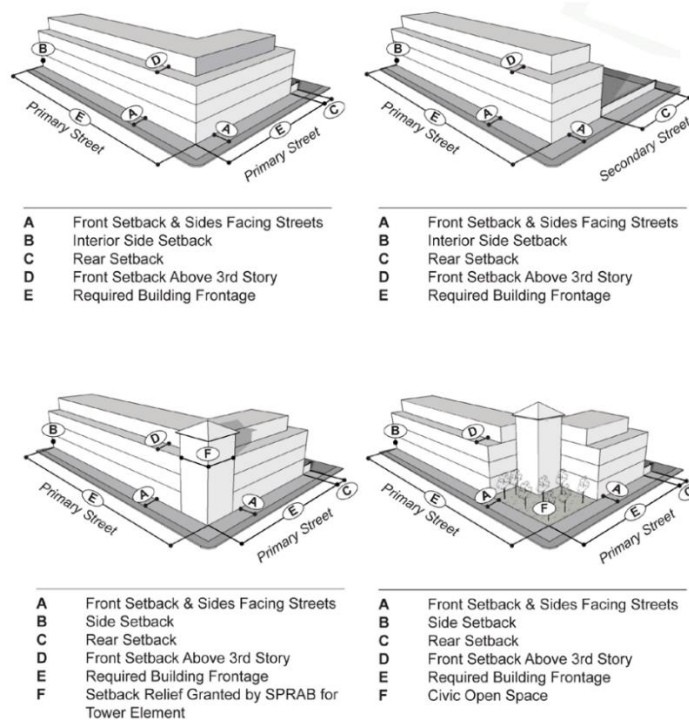 B
D
E
A
A
E
C
Primary Street
Primary Street
A Front Setback & Sides Facing Streets
B Interior Side Setback
C Rear Setback
D Front Setback Above 3rd Story
E Required Building Frontage
B
D
E
A
A
C
Primary Street
Secondary Street
A Front Setback & Sides Facing Streets
B Interior Side Setback
C Rear Setback
D Front Setback Above 3rd Story
E Required Building Frontage
B
D
F
E
A
A
E
C
Primary Street
Primary Street
A Front Setback & Sides Facing Streets
B Side Setback
C Rear Setback
D Front Setback Above 3rd Story
E Required Building Frontage
F Setback Relief Granted by SPRAB for
Tower Element
B
D
E
A
F
A
E
C
Primary Street
Primary Street
A Front Setback & Sides Facing Streets
B Side Setback
C Rear Setback
D Front Setback Above 3rd Story
E Required Building Frontage
F Civic Open Space